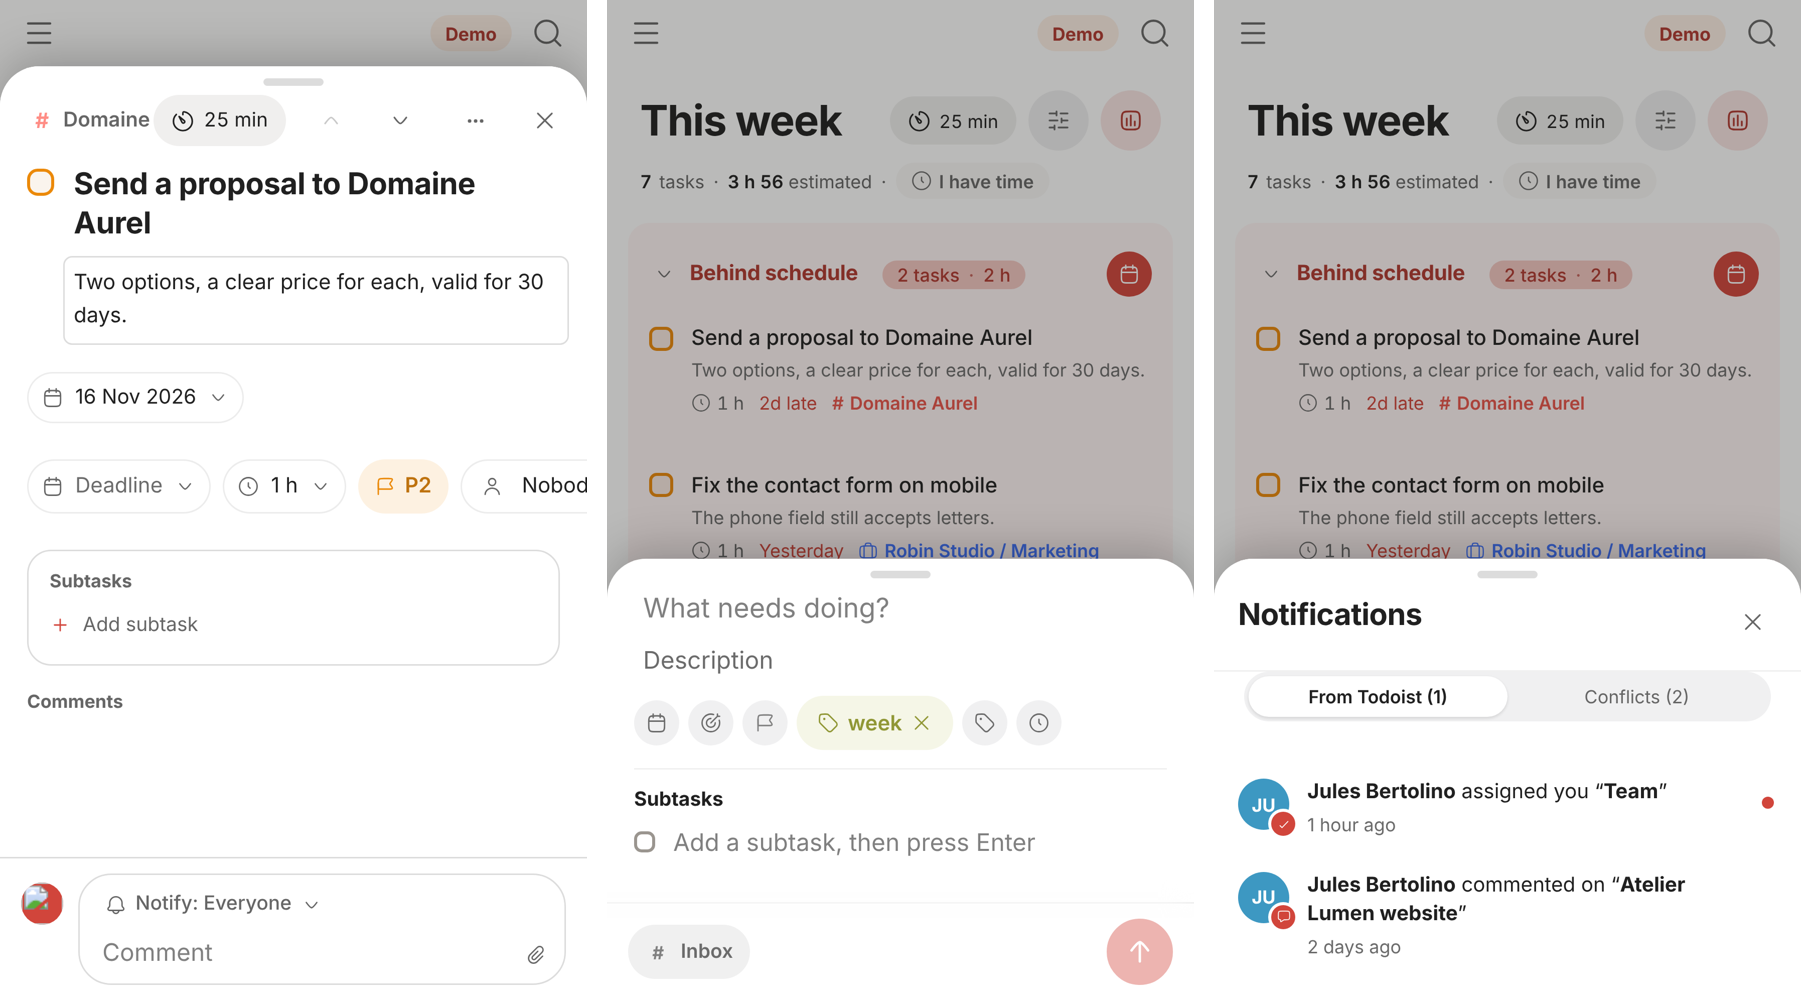 Demo
# Domaine
25 min
Send a proposal to Domaine
Aurel
Two options, a clear price for each, valid for 30
days.
16 Nov 2026
Deadline
1 h
P2
Nobod
Subtasks
+ Add subtask
Comments
Notify: Everyone
Comment
Demo
This week
25 min
7 tasks · 3 h 56 estimated ·
I have time
Behind schedule
2 tasks · 2 h
Send a proposal to Domaine Aurel
Two options, a clear price for each, valid for 30 days.
1 h 2d late # Domaine Aurel
Fix the contact form on mobile
The phone field still accepts letters.
1 h Yesterday Robin Studio / Marketing
What needs doing?
Description
week
Subtasks
Add a subtask, then press Enter
# Inbox
Demo
This week
25 min
7 tasks · 3 h 56 estimated ·
I have time
Behind schedule
2 tasks · 2 h
Send a proposal to Domaine Aurel
Two options, a clear price for each, valid for 30 days.
1 h 2d late # Domaine Aurel
Fix the contact form on mobile
The phone field still accepts letters.
1 h Yesterday Robin Studio / Marketing
Notifications
From Todoist (1)
Conflicts (2)
JU
Jules Bertolino assigned you “Team”
1 hour ago
JU
Jules Bertolino commented on “Atelier
Lumen website”
2 days ago